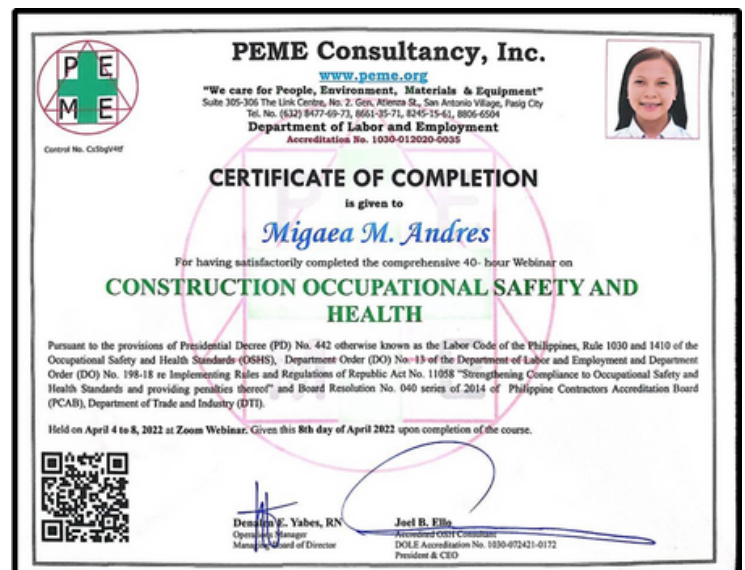 P E
M E
Control No. CxSbgV4tf
PEME Consultancy, Inc.
www.peme.org
"We care for People, Environment, Materials & Equipment"
Suite 305-306 The Link Centre, No. 2. Gen. Atienza St., San Antonio Village, Pasig City
Tel. No. (632) 8477-69-73, 8661-35-71, 8245-15-61, 8806-6504
Department of Labor and Employment
Accreditation No. 1030-012020-0035
CERTIFICATE OF COMPLETION
is given to
Migaea M. Andres
For having satisfactorily completed the comprehensive 40- hour Webinar on
CONSTRUCTION OCCUPATIONAL SAFETY AND
HEALTH
Pursuant to the provisions of Presidential Decree (PD) No. 442 otherwise known as the Labor Code of the Philippines, Rule 1030 and 1410 of the
Occupational Safety and Health Standards (OSHS), Department Order (DO) No. 13 of the Department of Labor and Employment and Department
Order (DO) No. 198-18 re Implementing Rules and Regulations of Republic Act No. 11058 "Strengthening Compliance to Occupational Safety and
Health Standards and providing penalties thereof" and Board Resolution No. 040 series of 2014 of Philippine Contractors Accreditation Board
(PCAB), Department of Trade and Industry (DTI).
Held on April 4 to 8, 2022 at Zoom Webinar. Given this 8th day of April 2022 upon completion of the course.
E. Yabes, RN
Operations Manager
Managing Board of Director
Joel B. Ello
Accredited OSH Consultant
DOLE Accreditation No. 1030-072421-0172
President & CEO